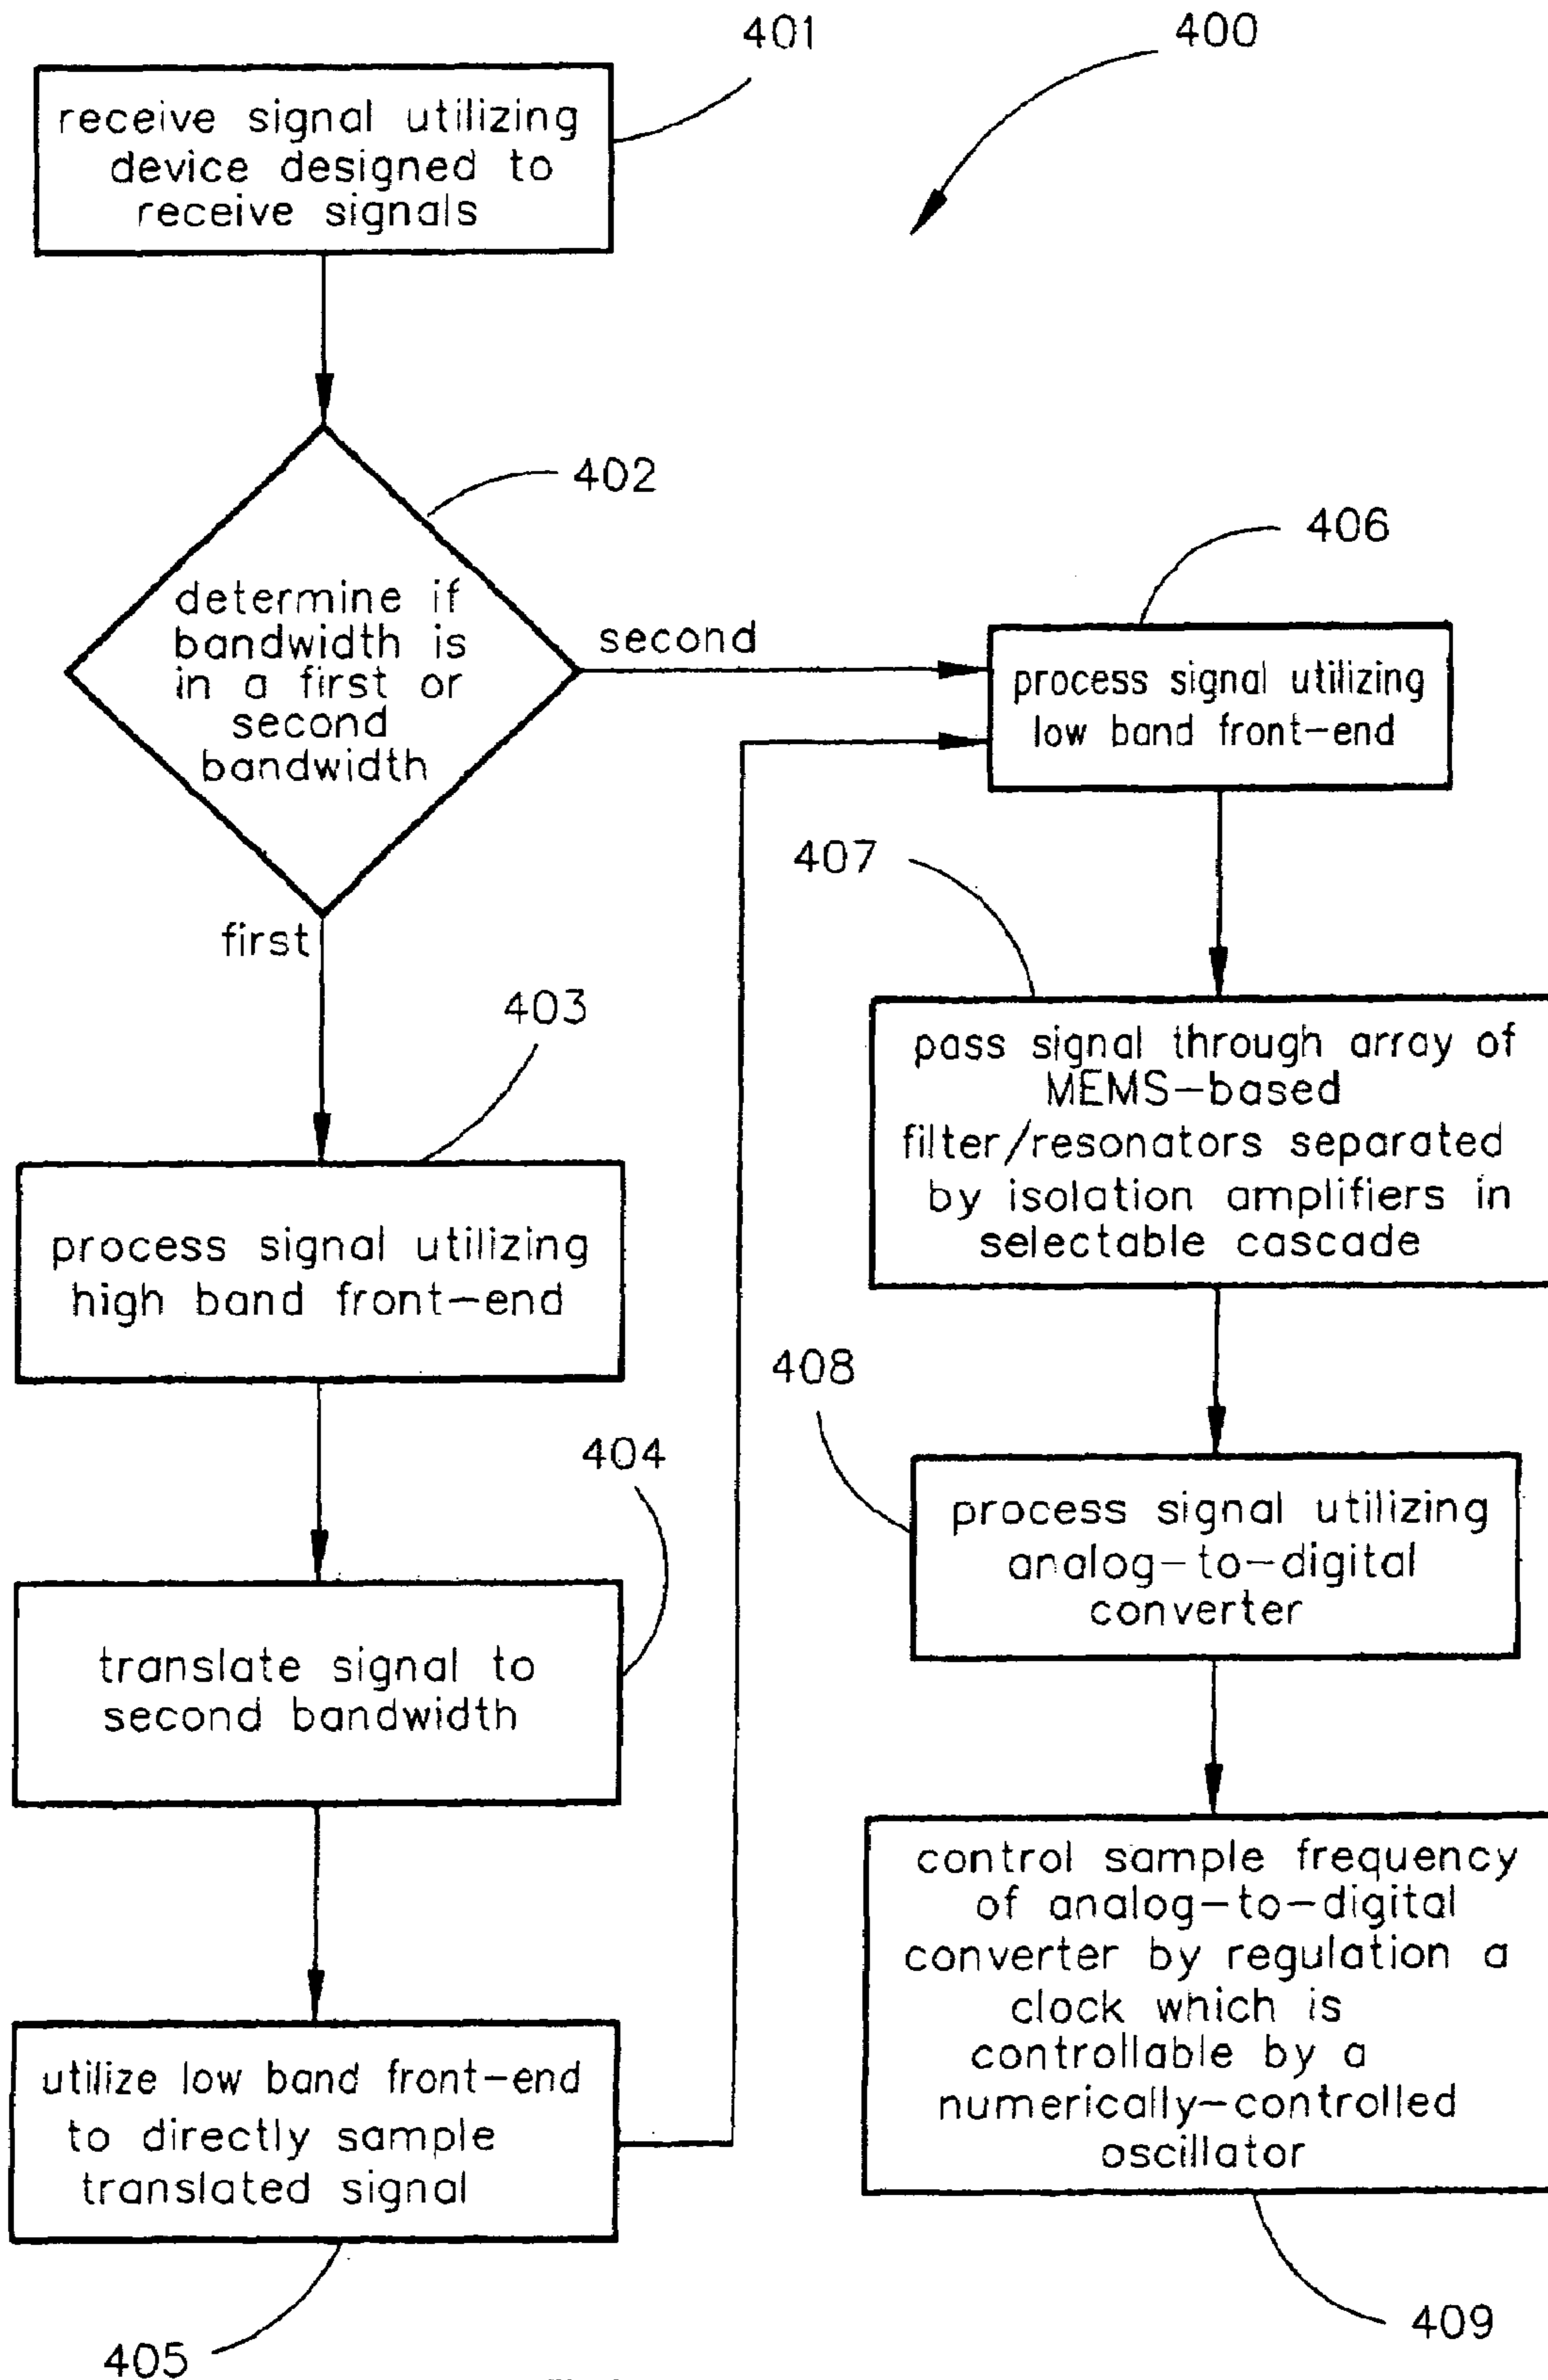 400
401
receive signal utilizing
device designed to
receive signals
402
determine if
bandwidth is
in a first or
second
bandwidth
second
first
403
process signal utilizing
high band front-end
404
translate signal to
second bandwidth
utilize low band front-end
to directly sample
translated signal
405
406
process signal utilizing
low band front-end
407
pass signal through array of
MEMS-based
filter/resonators separated
by isolation amplifiers in
selectable cascade
408
process signal utilizing
analog-to-digital
converter
control sample frequency
of analog-to-digital
converter by regulation a
clock which is
controllable by a
numerically-controlled
oscillator
409